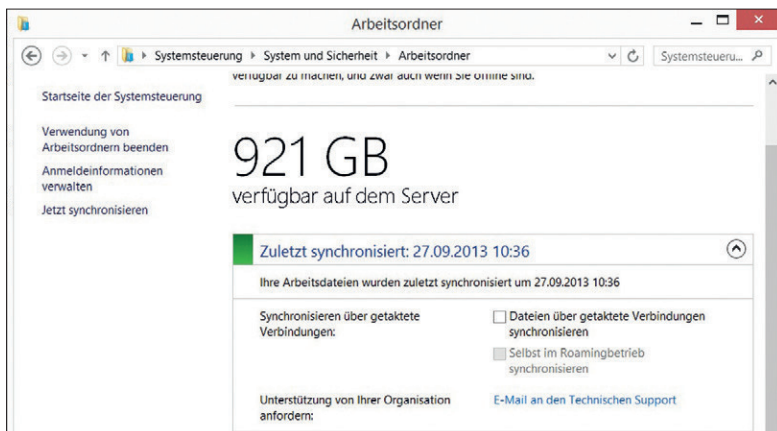 Arbeitsordner
Systemsteuerung
System und Sicherheit
Arbeitsordner
Systemsteueru...
Startseite der Systemsteuerung
Verwendung von
Arbeitsordnern beenden
Anmeldeinformationen
verwalten
Jetzt synchronisieren
verfügbar zu machen, und zwar auch wenn Sie offline sind.
921 GB
verfügbar auf dem Server
Zuletzt synchronisiert: 27.09.2013 10:36
Ihre Arbeitsdateien wurden zuletzt synchronisiert um 27.09.2013 10:36
Synchronisieren über getaktete
Verbindungen:
Dateien über getaktete Verbindungen
synchronisieren
Selbst im Roamingbetrieb
synchronisieren
Unterstützung von Ihrer Organisation
anfordern:
E-Mail an den Technischen Support